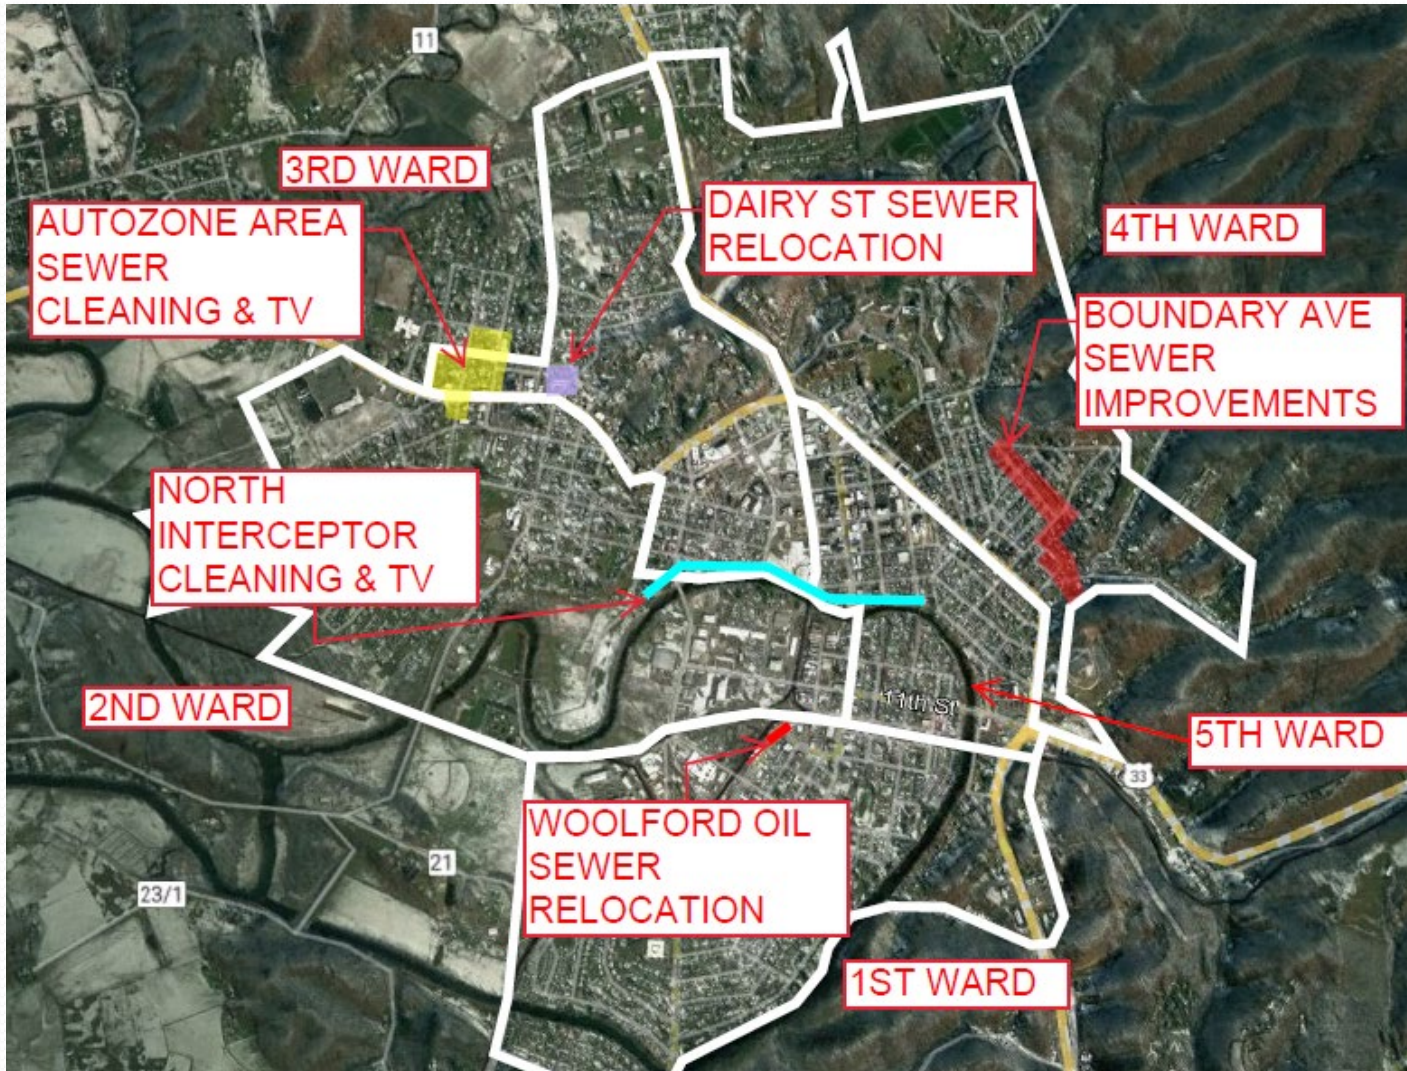 11
3RD WARD
AUTOZONE AREA
SEWER
CLEANING & TV
DAIRY ST SEWER
RELOCATION
4TH WARD
BOUNDARY AVE
SEWER
IMPROVEMENTS
NORTH
INTERCEPTOR
CLEANING & TV
2ND WARD
11th St
5TH WARD
33
WOOLFORD OIL
SEWER
RELOCATION
21
23/1
1ST WARD